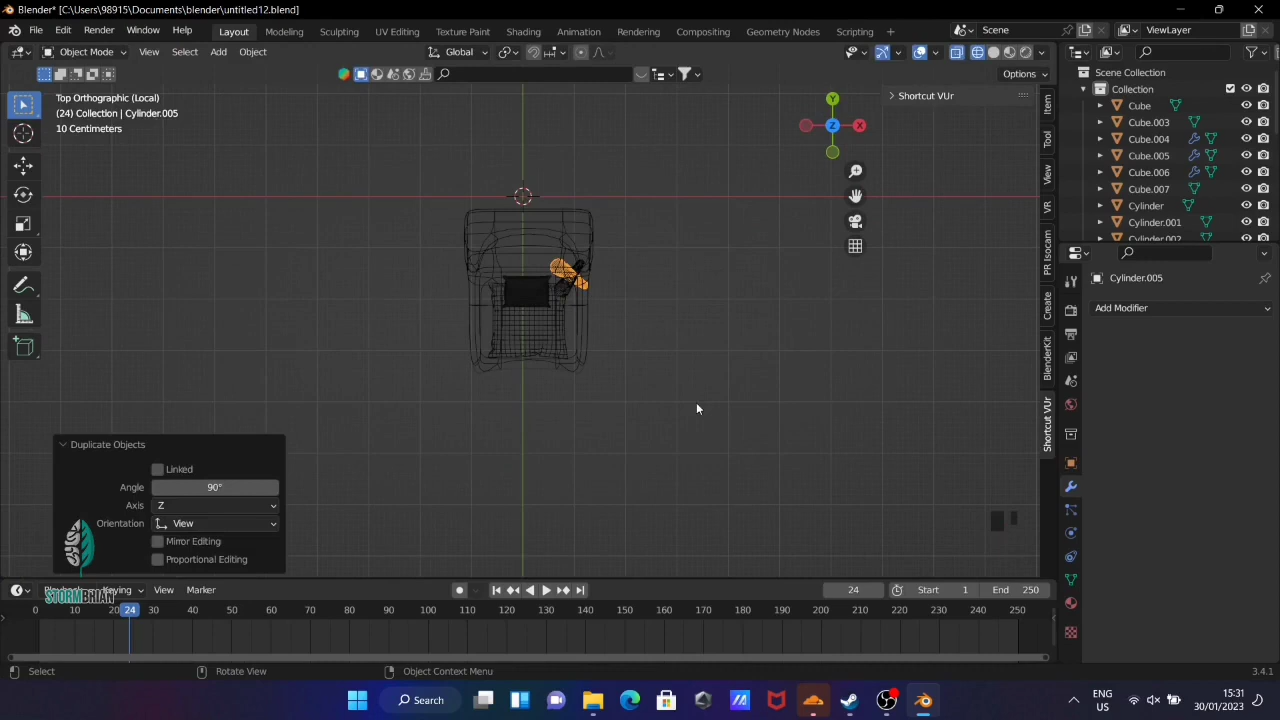 Blender* [C:\Users\98915\Documents\blender\untitled12.blend]
File Edit Render Window Help Layout Modeling Sculpting UV Editing Texture Paint Shading Animation Rendering Compositing Geometry Nodes Scripting Scene ViewLayer
Object Mode View Select Add Object Global
Options
Top Orthographic (Local)
(24) Collection | Cylinder.005
10 Centimeters
Shortcut VUr
Y
Z
X
Item
Tool
View
VR
PR Isocam
Create
BlenderKit
Shortcut VUr
Scene Collection
Collection
Cube
Cube.003
Cube.004
Cube.005
Cube.006
Cube.007
Cylinder
Cylinder.001
Cylinder.002
Cylinder.005
Add Modifier
Duplicate Objects
Linked
Angle 90°
Axis Z
Orientation View
Mirror Editing
Proportional Editing
STORMBRIAN
Playback Keying View Marker 24 Start 1 End 250
0 10 20 24 30 40 50 60 70 80 90 100 110 120 130 140 150 160 170 180 190 200 210 220 230 240 250
Select Rotate View Object Context Menu 3.4.1
Search
ENG
US
15:31
30/01/2023